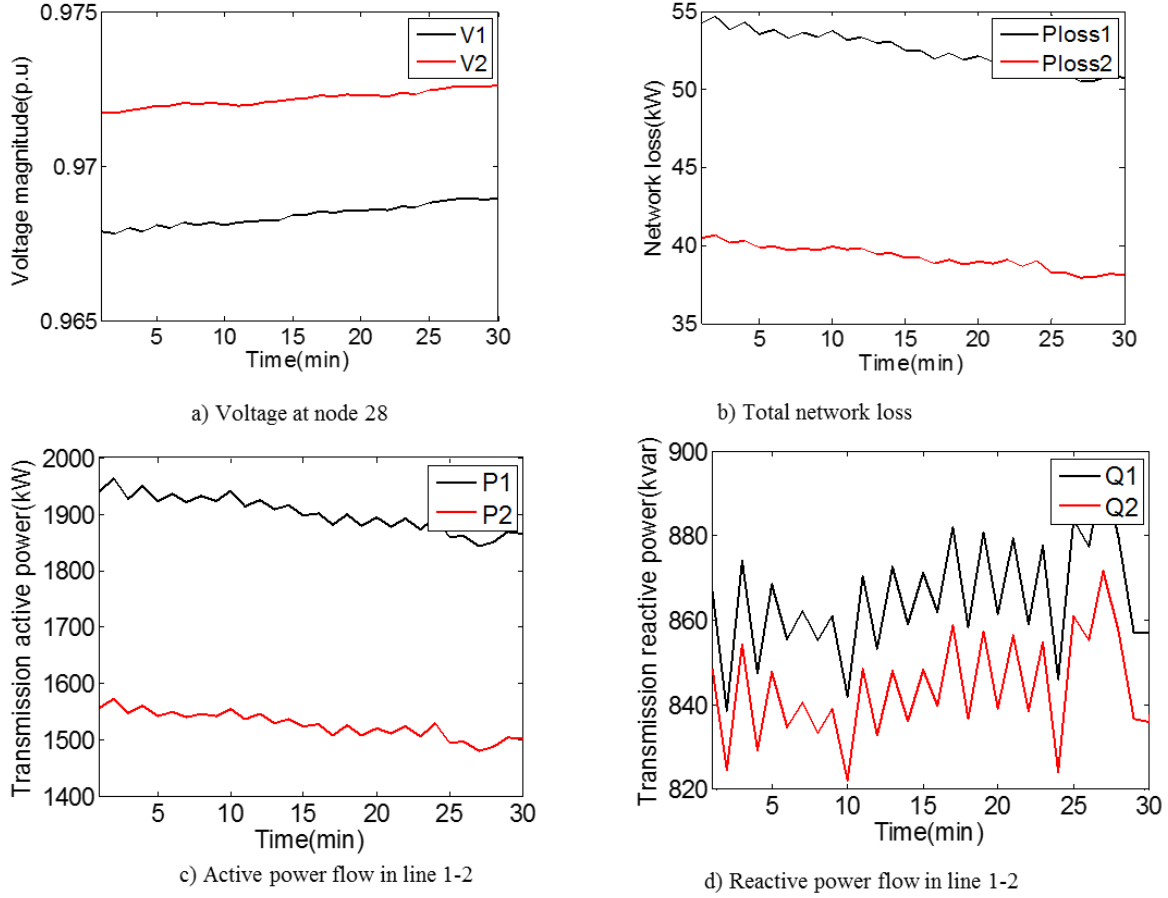 0.975
V1
V2
Voltage magnitude(p.u)
0.97
0.965
5 10 15 20 25 30
Time(min)
a) Voltage at node 28
55
Ploss1
Ploss2
Network loss(kW)
50
45
40
35
5 10 15 20 25 30
Time(min)
b) Total network loss
2000
P1
P2
Transmission active power(kW)
1900
1800
1700
1600
1500
1400
5 10 15 20 25 30
Time(min)
c) Active power flow in line 1-2
900
Q1
Q2
Transmission reactive power(kvar)
880
860
840
820
5 10 15 20 25 30
Time(min)
d) Reactive power flow in line 1-2